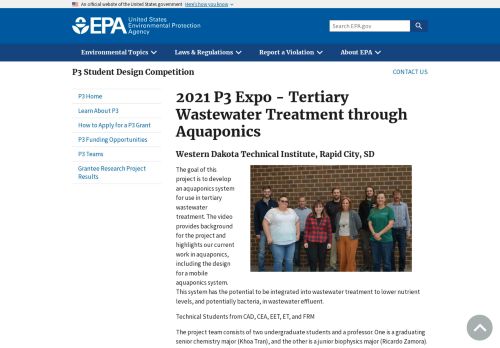 An official website of the United States government Here's how you know
EPA United States
Environmental Protection
Agency
Search EPA.gov
Environmental Topics Laws & Regulations Report a Violation About EPA
P3 Student Design Competition
CONTACT US
P3 Home
Learn About P3
How to Apply for a P3 Grant
P3 Funding Opportunities
P3 Teams
Grantee Research Project
Results
2021 P3 Expo - Tertiary
Wastewater Treatment through
Aquaponics
Western Dakota Technical Institute, Rapid City, SD
The goal of this
project is to develop
an aquaponics system
for use in tertiary
wastewater
treatment. The video
provides background
for the project and
highlights our current
work in aquaponics,
including the design
for a mobile
aquaponics system.
This system has the potential to be integrated into wastewater treatment to lower nutrient
levels, and potentially bacteria, in wastewater effluent.
Technical Students from CAD, CEA, EET, ET, and FRM
The project team consists of two undergraduate students and a professor. One is a graduating
senior chemistry major (Khoa Tran), and the other is a junior biophysics major (Ricardo Zamora).